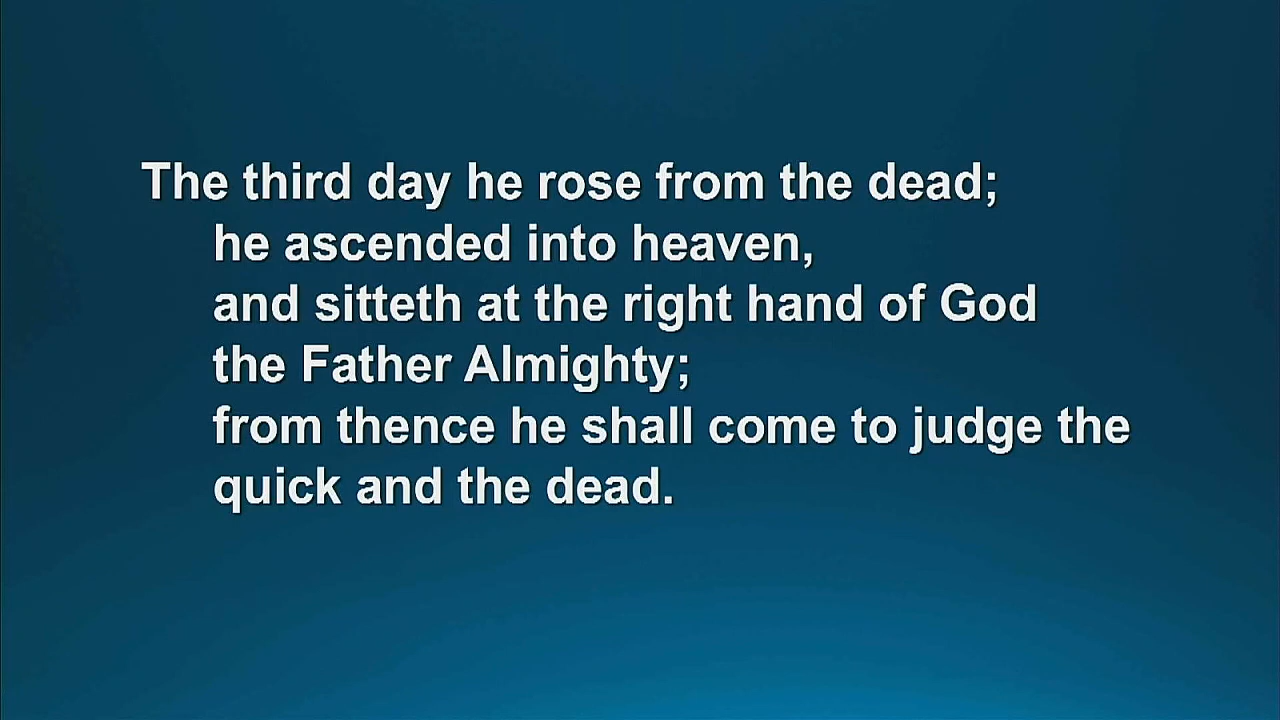 The third day he rose from the dead;
he ascended into heaven,
and sitteth at the right hand of God
the Father Almighty;
from thence he shall come to judge the
quick and the dead.